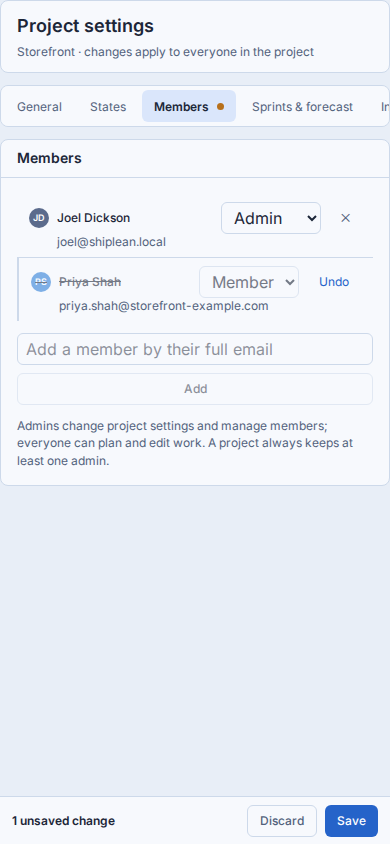 Project settings
Storefront · changes apply to everyone in the project
General States Members Sprints & forecast
Members
JD Joel Dickson Admin
joel@shiplean.local
PS Priya Shah Member Undo
priya.shah@storefront-example.com
Add a member by their full email
Add
Admins change project settings and manage members;
everyone can plan and edit work. A project always keeps at
least one admin.
1 unsaved change Discard Save